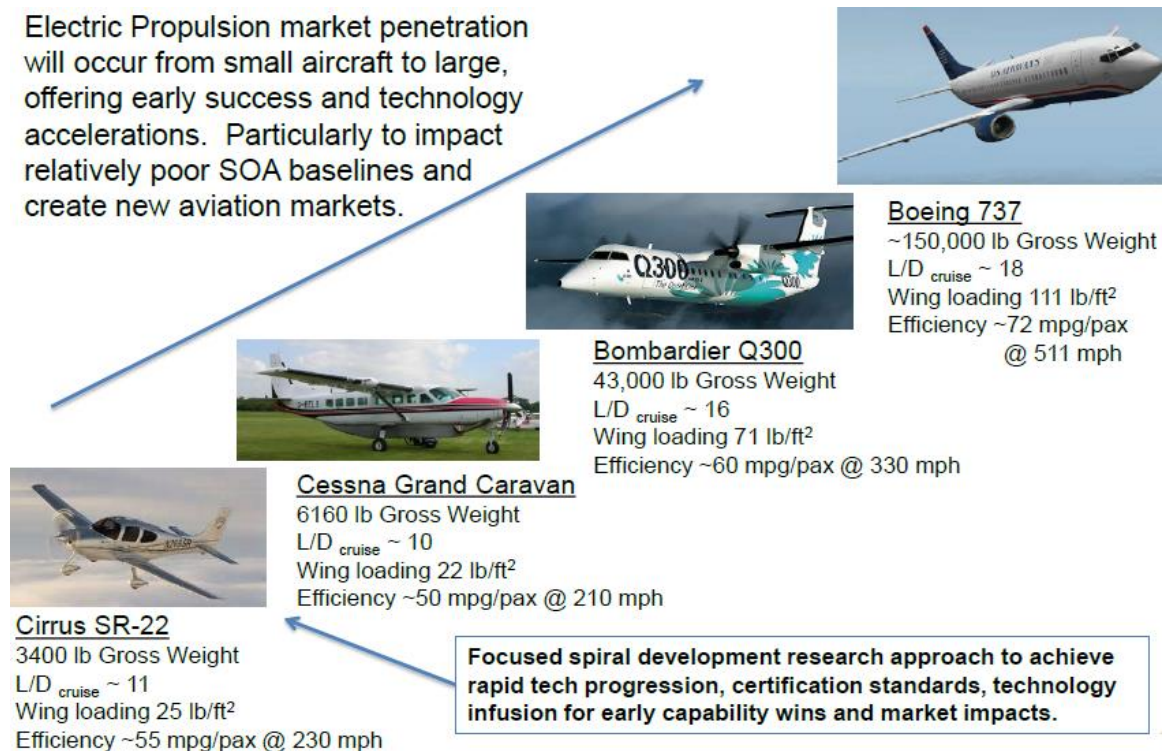 Electric Propulsion market penetration
will occur from small aircraft to large,
offering early success and technology
accelerations.  Particularly to impact
relatively poor SOA baselines and
create new aviation markets.
US AIRWAYS
Boeing 737
~150,000 lb Gross Weight
L/D cruise ~ 18
Wing loading 111 lb/ft²
Efficiency ~72 mpg/pax
@ 511 mph
Q300
Q300
Bombardier Q300
43,000 lb Gross Weight
L/D cruise ~ 16
Wing loading 71 lb/ft²
Efficiency ~60 mpg/pax @ 330 mph
Cessna Grand Caravan
6160 lb Gross Weight
L/D cruise ~ 10
Wing loading 22 lb/ft²
Efficiency ~50 mpg/pax @ 210 mph
Cirrus SR-22
3400 lb Gross Weight
L/D cruise ~ 11
Wing loading 25 lb/ft²
Efficiency ~55 mpg/pax @ 230 mph
Focused spiral development research approach to achieve
rapid tech progression, certification standards, technology
infusion for early capability wins and market impacts.